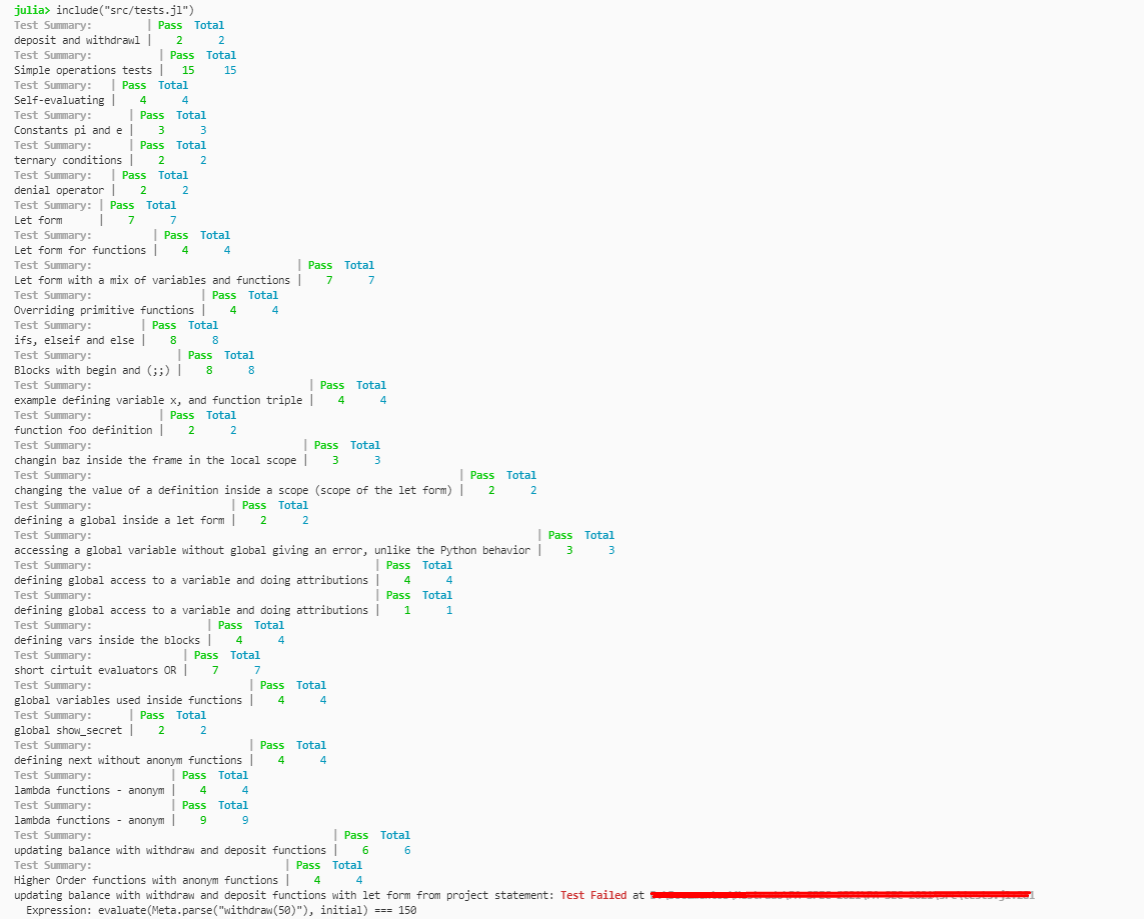 julia> include("src/tests.jl")
Test Summary: | Pass Total
deposit and withdrawl | 2 2
Test Summary: | Pass Total
Simple operations tests | 15 15
Test Summary: | Pass Total
Self-evaluating | 4 4
Test Summary: | Pass Total
Constants pi and e | 3 3
Test Summary: | Pass Total
ternary conditions | 2 2
Test Summary: | Pass Total
denial operator | 2 2
Test Summary: | Pass Total
Let form | 7 7
Test Summary: | Pass Total
Let form for functions | 4 4
Test Summary: | Pass Total
Let form with a mix of variables and functions | 7 7
Test Summary: | Pass Total
Overriding primitive functions | 4 4
Test Summary: | Pass Total
ifs, elseif and else | 8 8
Test Summary: | Pass Total
Blocks with begin and (;;) | 8 8
Test Summary: | Pass Total
example defining variable x, and function triple | 4 4
Test Summary: | Pass Total
function foo definition | 2 2
Test Summary: | Pass Total
changin baz inside the frame in the local scope | 3 3
Test Summary: | Pass Total
changing the value of a definition inside a scope (scope of the let form) | 2 2
Test Summary: | Pass Total
defining a global inside a let form | 2 2
Test Summary: | Pass Total
accessing a global variable without global giving an error, unlike the Python behavior | 3 3
Test Summary: | Pass Total
defining global access to a variable and doing attributions | 4 4
Test Summary: | Pass Total
defining global access to a variable and doing attributions | 1 1
Test Summary: | Pass Total
defining vars inside the blocks | 4 4
Test Summary: | Pass Total
short cirtuit evaluators OR | 7 7
Test Summary: | Pass Total
global variables used inside functions | 4 4
Test Summary: | Pass Total
global show_secret | 2 2
Test Summary: | Pass Total
defining next without anonym functions | 4 4
Test Summary: | Pass Total
lambda functions - anonym | 4 4
Test Summary: | Pass Total
lambda functions - anonym | 9 9
Test Summary: | Pass Total
updating balance with withdraw and deposit functions | 6 6
Test Summary: | Pass Total
Higher Order functions with anonym functions | 4 4
updating balance with withdraw and deposit functions with let form from project statement: Test Failed at
Expression: evaluate(Meta.parse("withdraw(50)"), initial) === 150